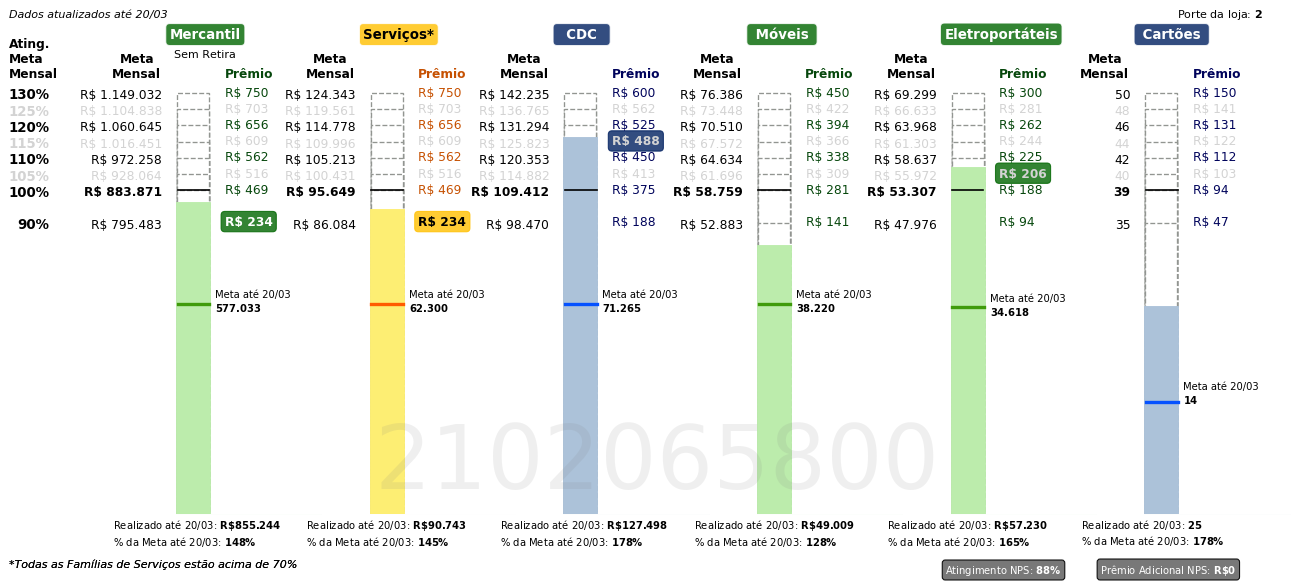 Dados atualizados até 20/03
Porte da loja: 2
Mercantil Serviços* CDC Móveis Eletroportáteis Cartões
Sem Retira
Ating.
Meta
Mensal
Meta
Mensal Prêmio Meta
Mensal Prêmio Meta
Mensal Prêmio Meta
Mensal Prêmio Meta
Mensal Prêmio Meta
Mensal Prêmio
130% R$ 1.149.032 R$ 750 R$ 124.343 R$ 750 R$ 142.235 R$ 600 R$ 76.386 R$ 450 R$ 69.299 R$ 300 50 R$ 150
125% R$ 1.104.838 R$ 703 R$ 119.561 R$ 703 R$ 136.765 R$ 562 R$ 73.448 R$ 422 R$ 66.633 R$ 281 48 R$ 141
120% R$ 1.060.645 R$ 656 R$ 114.778 R$ 656 R$ 131.294 R$ 525 R$ 70.510 R$ 394 R$ 63.968 R$ 262 46 R$ 131
115% R$ 1.016.451 R$ 609 R$ 109.996 R$ 609 R$ 125.823 R$ 488 R$ 67.572 R$ 366 R$ 61.303 R$ 244 44 R$ 122
110% R$ 972.258 R$ 562 R$ 105.213 R$ 562 R$ 120.353 R$ 450 R$ 64.634 R$ 338 R$ 58.637 R$ 225 42 R$ 112
105% R$ 928.064 R$ 516 R$ 100.431 R$ 516 R$ 114.882 R$ 413 R$ 61.696 R$ 309 R$ 55.972 R$ 206 40 R$ 103
100% R$ 883.871 R$ 469 R$ 95.649 R$ 469 R$ 109.412 R$ 375 R$ 58.759 R$ 281 R$ 53.307 R$ 188 39 R$ 94
90% R$ 795.483 R$ 234 R$ 86.084 R$ 234 R$ 98.470 R$ 188 R$ 52.883 R$ 141 R$ 47.976 R$ 94 35 R$ 47
Meta até 20/03
577.033
Meta até 20/03
62.300
Meta até 20/03
71.265
Meta até 20/03
38.220
Meta até 20/03
34.618
Meta até 20/03
14
2102065800
Realizado até 20/03: R$855.244
% da Meta até 20/03: 148%
Realizado até 20/03: R$90.743
% da Meta até 20/03: 145%
Realizado até 20/03: R$127.498
% da Meta até 20/03: 178%
Realizado até 20/03: R$49.009
% da Meta até 20/03: 128%
Realizado até 20/03: R$57.230
% da Meta até 20/03: 165%
Realizado até 20/03: 25
% da Meta até 20/03: 178%
*Todas as Famílias de Serviços estão acima de 70%
Atingimento NPS: 88%
Prêmio Adicional NPS: R$0